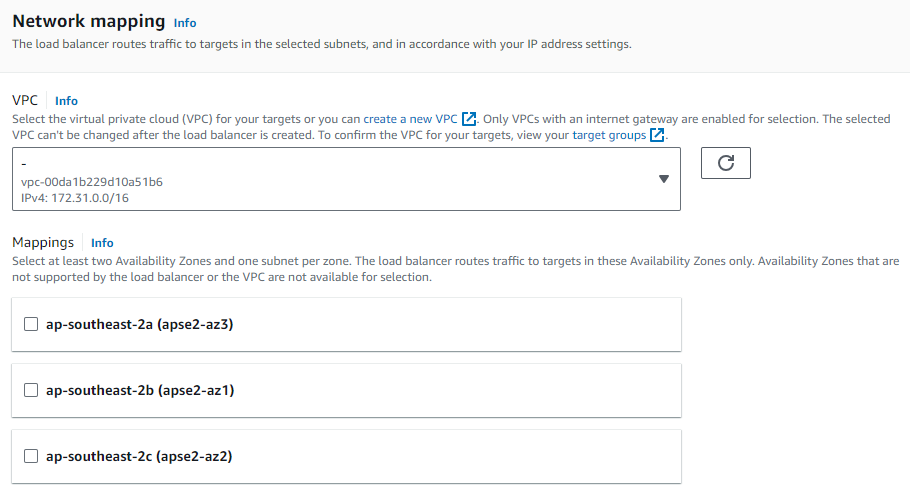 Network mapping Info
The load balancer routes traffic to targets in the selected subnets, and in accordance with your IP address settings.
VPC Info
Select the virtual private cloud (VPC) for your targets or you can create a new VPC. Only VPCs with an internet gateway are enabled for selection. The selected
VPC can't be changed after the load balancer is created. To confirm the VPC for your targets, view your target groups.
-
vpc-00da1b229d10a51b6
IPv4: 172.31.0.0/16
Mappings Info
Select at least two Availability Zones and one subnet per zone. The load balancer routes traffic to targets in these Availability Zones only. Availability Zones that are
not supported by the load balancer or the VPC are not available for selection.
ap-southeast-2a (apse2-az3)
ap-southeast-2b (apse2-az1)
ap-southeast-2c (apse2-az2)